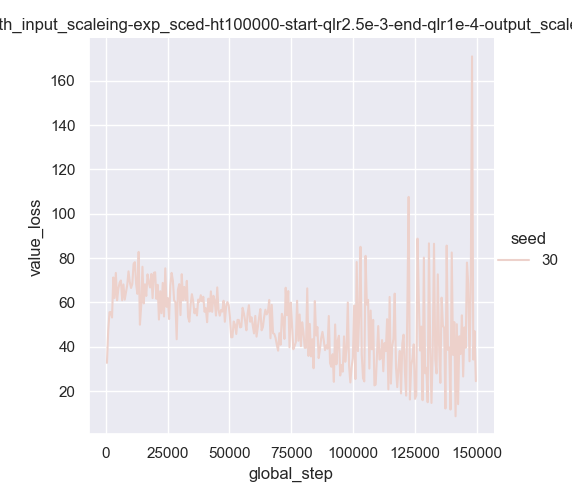 th_input_scaleing-exp_sced-ht100000-start-qlr2.5e-3-end-qlr1e-4-output_scale
160
140
120
100
80
60
40
20
value_loss
0 25000 50000 75000 100000 125000 150000
global_step
seed
30